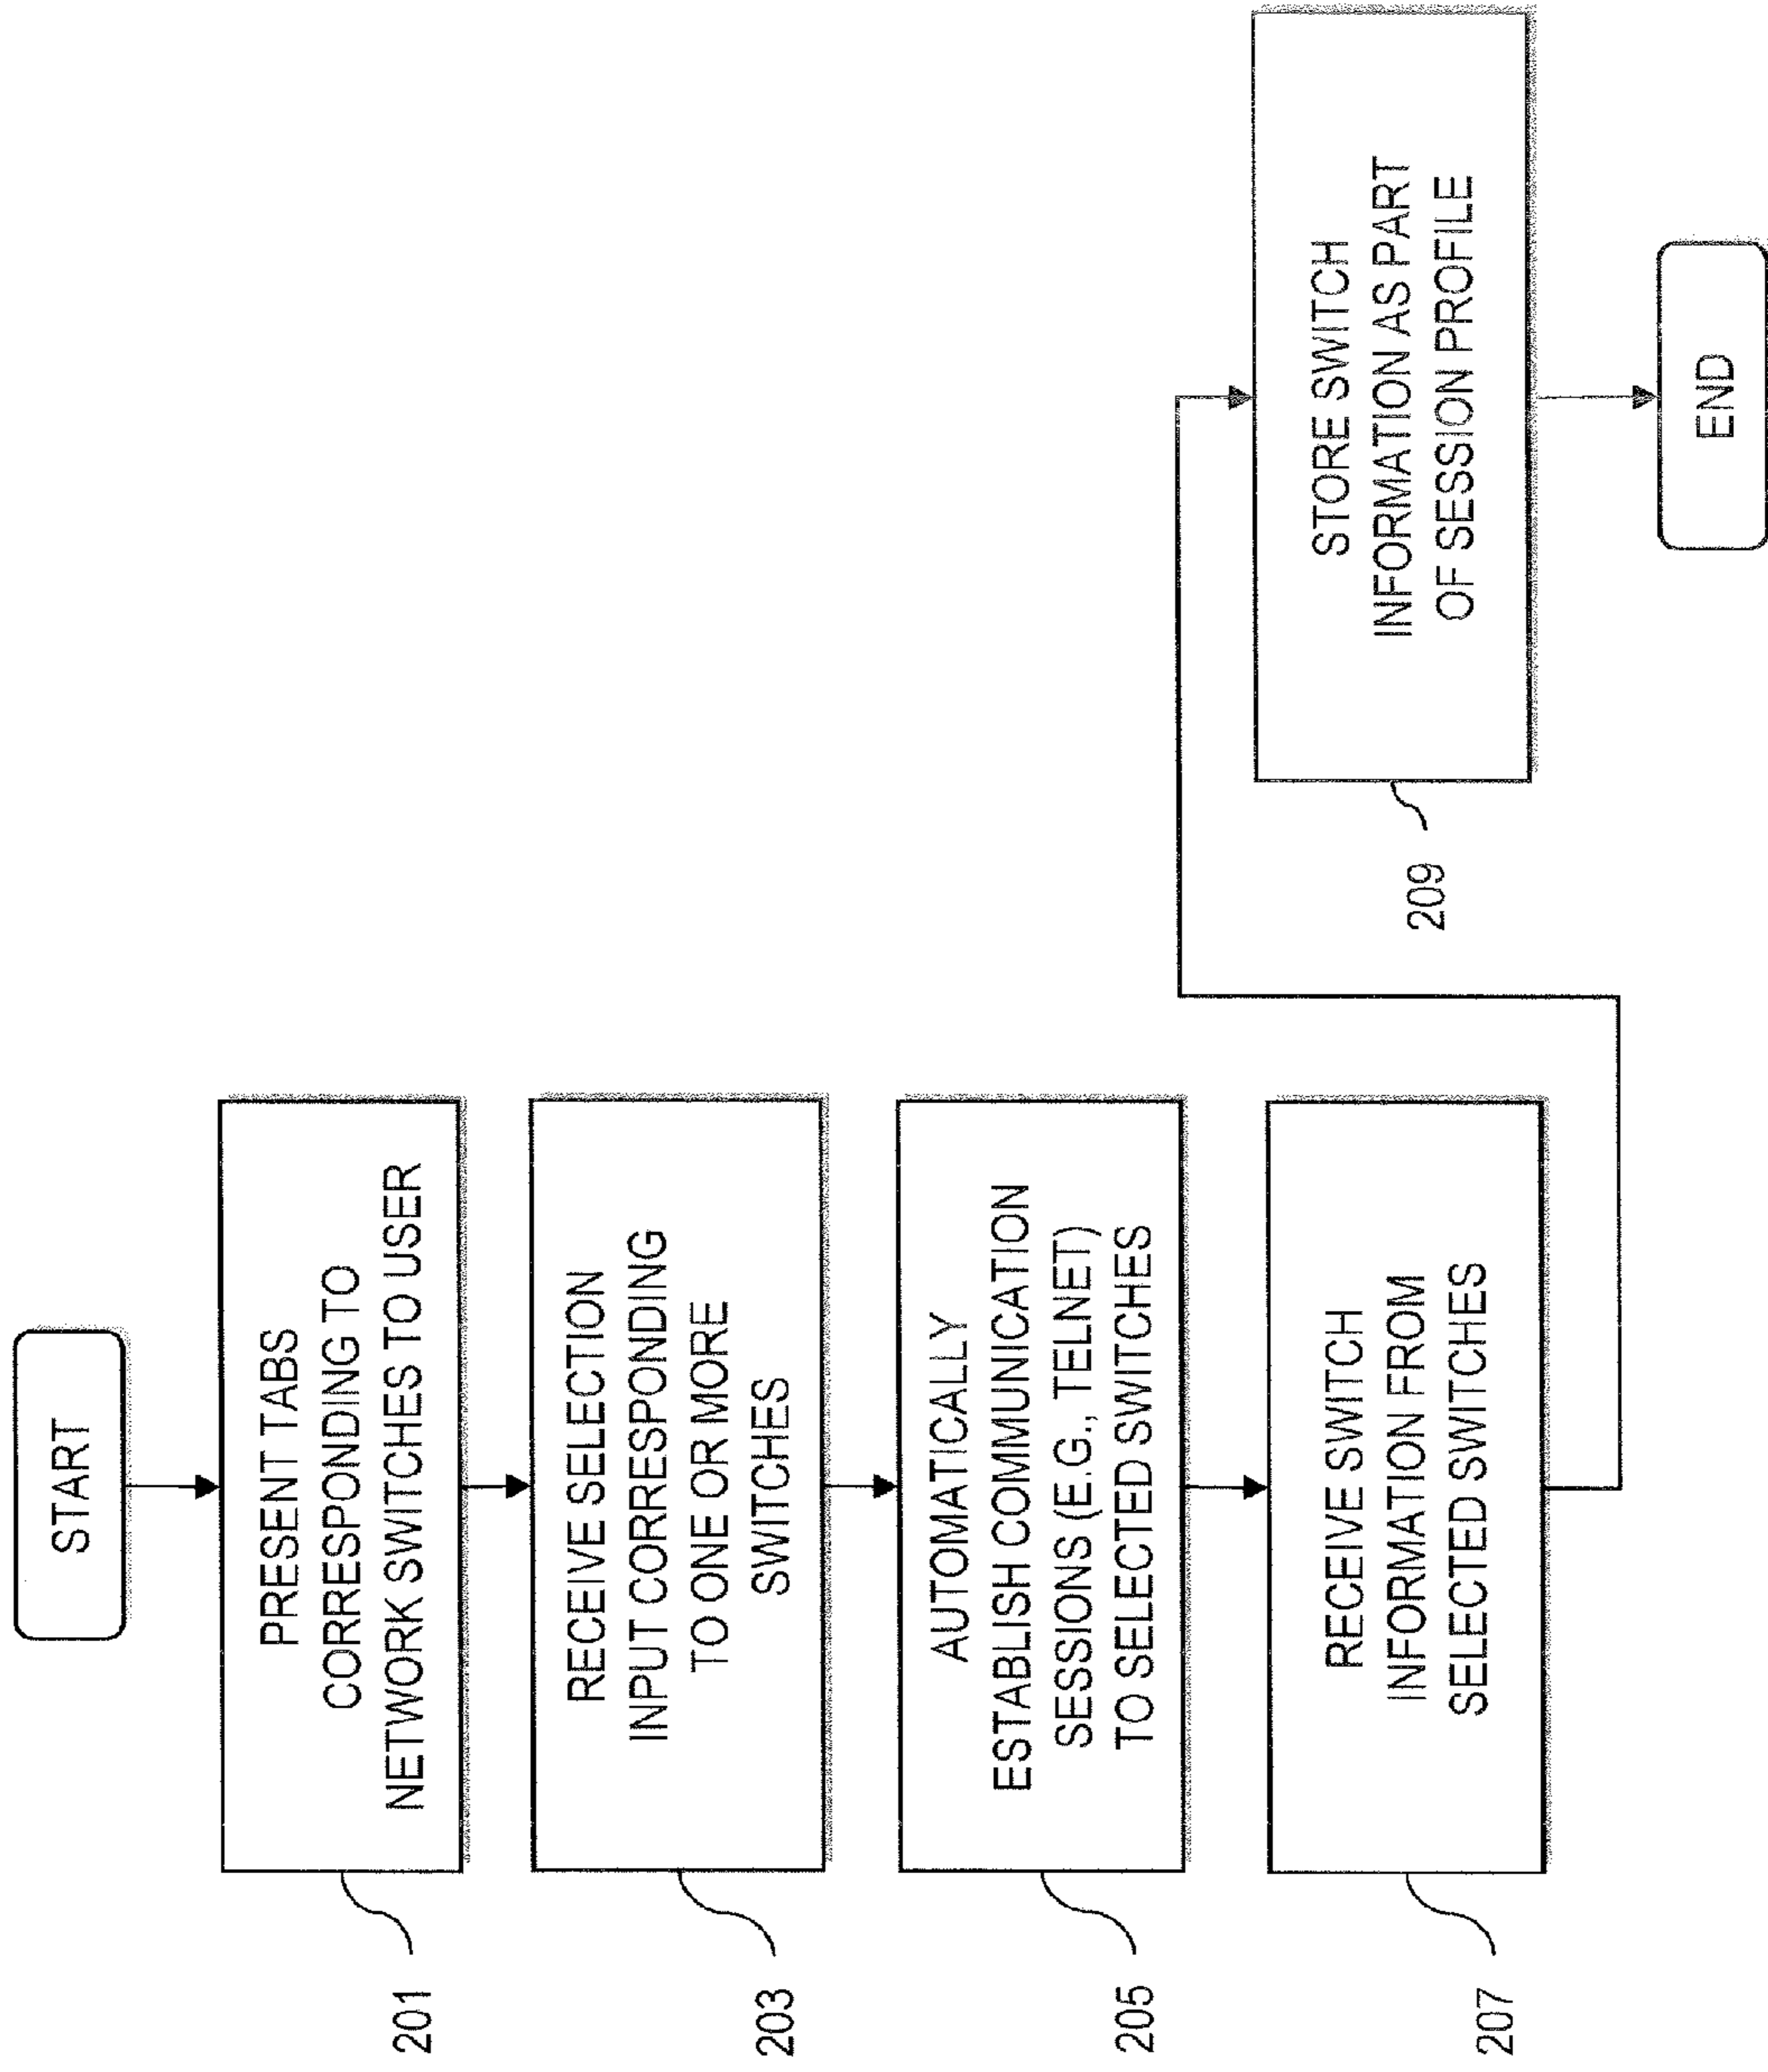 START
PRESENT TABS
CORRESPONDING TO
NETWORK SWITCHES TO USER
201
RECEIVE SELECTION
INPUT CORRESPONDING
TO ONE OR MORE
SWITCHES
203
AUTOMATICALLY
ESTABLISH COMMUNICATION
SESSIONS (E.G., TELNET)
TO SELECTED SWITCHES
205
RECEIVE SWITCH
INFORMATION FROM
SELECTED SWITCHES
207
STORE SWITCH
INFORMATION AS PART
OF SESSION PROFILE
209
END